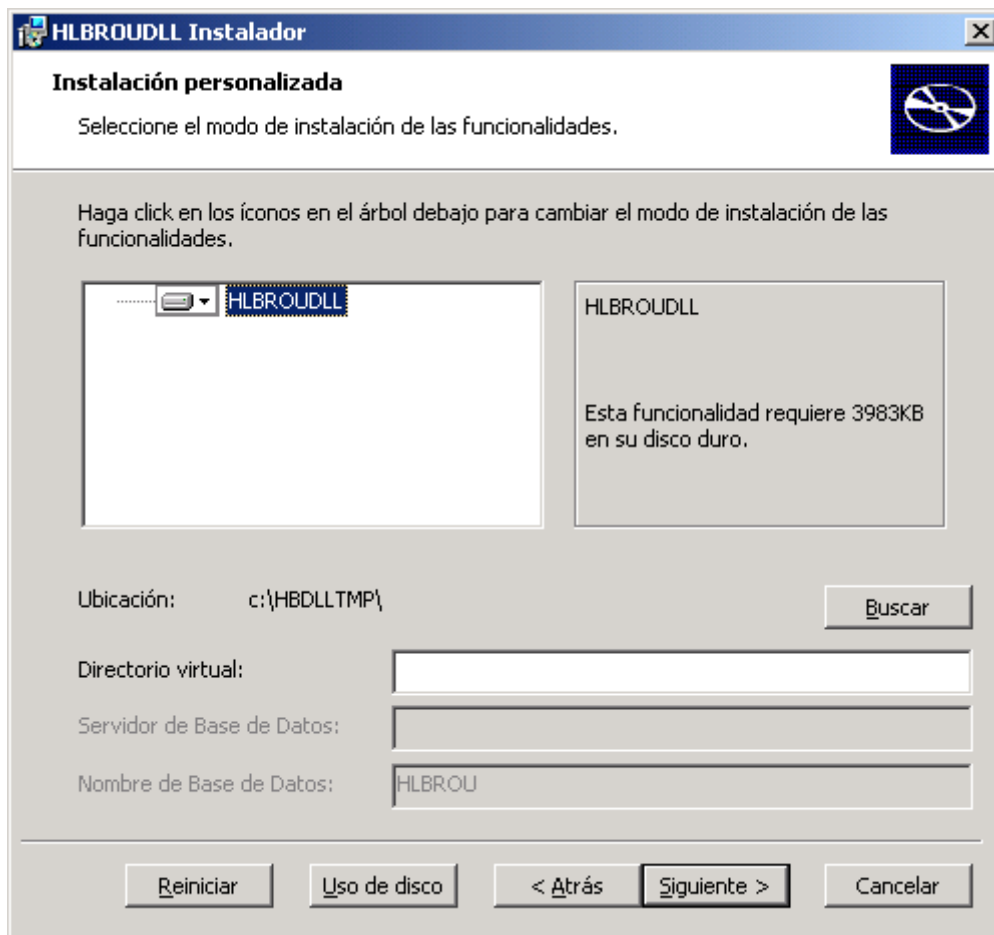 HLBROUDLL Instalador
Instalación personalizada
Seleccione el modo de instalación de las funcionalidades.
Haga click en los íconos en el árbol debajo para cambiar el modo de instalación de las
funcionalidades.
HLBROUDLL
HLBROUDLL
Esta funcionalidad requiere 3983KB
en su disco duro.
Ubicación: c:\HBDLLTMP\
Buscar
Directorio virtual:
Servidor de Base de Datos:
Nombre de Base de Datos: HLBROU
Reiniciar Uso de disco < Atrás Siguiente > Cancelar